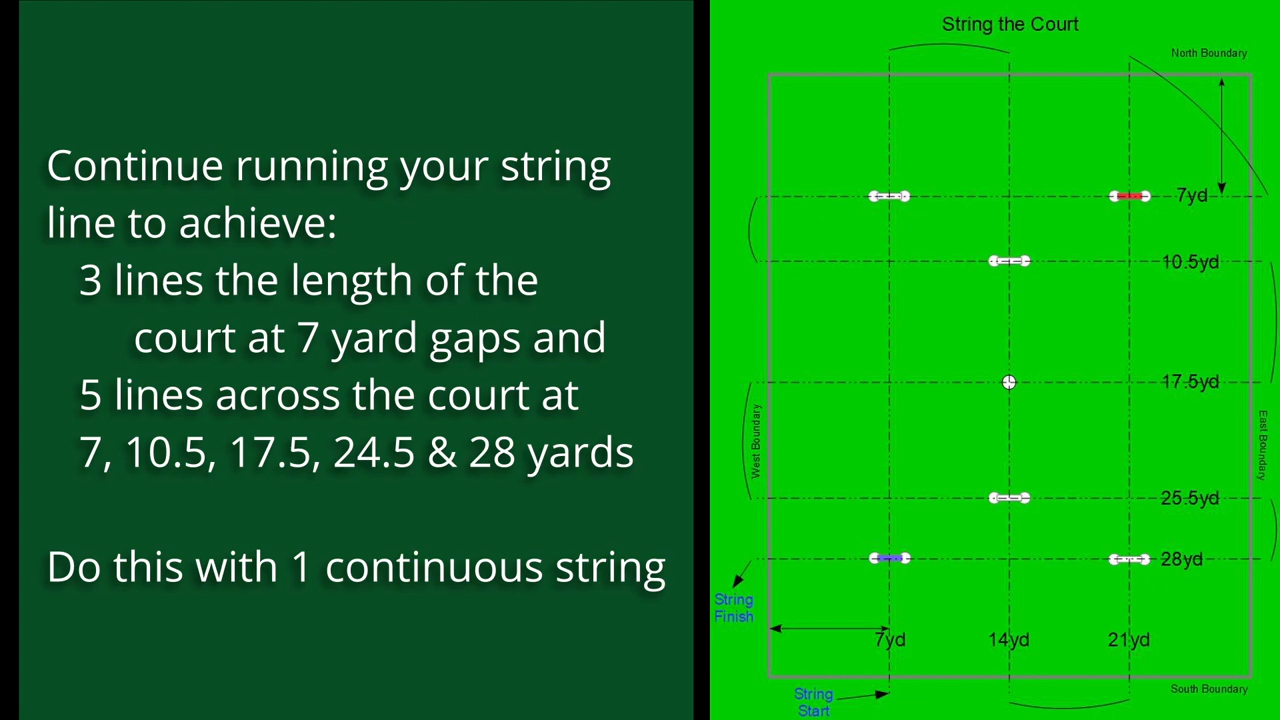 Continue running your string
line to achieve:
3 lines the length of the
court at 7 yard gaps and
5 lines across the court at
7, 10.5, 17.5, 24.5 & 28 yards
Do this with 1 continuous string
String the Court
North Boundary
7yd
10.5yd
17.5yd
West Boundary
East Boundary
25.5yd
28yd
String
Finish
7yd
14yd
21yd
String
Start
South Boundary